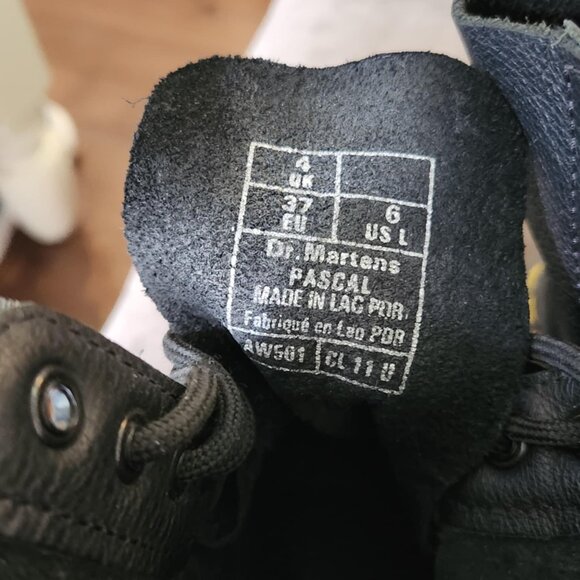 4
UK
37
EU
6
US L
Dr. Martens
PASCAL
MADE IN LAO PDR.
Fabriqué en Lao PDR
AW501 CL 11 U